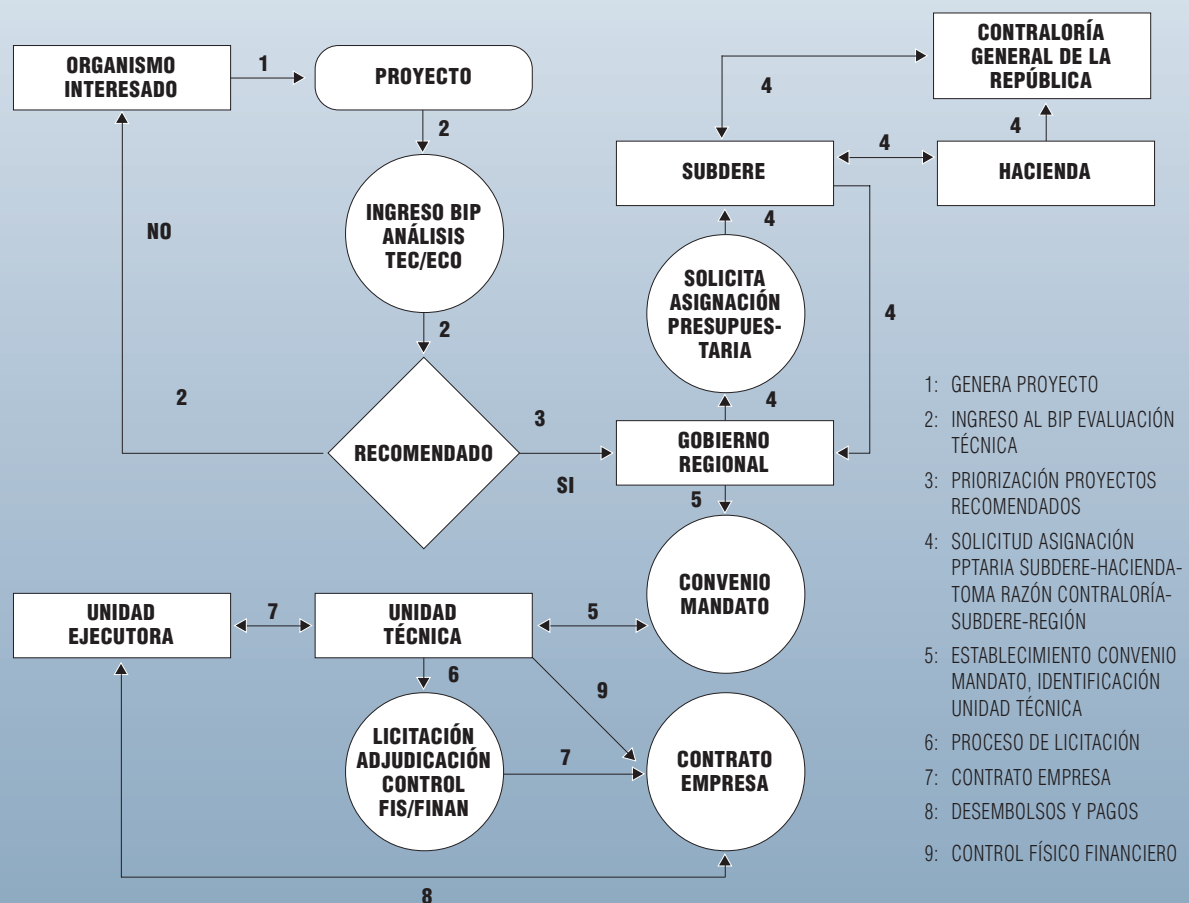 ORGANISMO
INTERESADO
1
PROYECTO
2
INGRESO BIP
ANÁLISIS
TEC/ECO
2
RECOMENDADO
NO
2
3
SI
GOBIERNO
REGIONAL
4
SOLICITA
ASIGNACIÓN
PRESUPUES-
TARIA
4
SUBDERE
4
4
HACIENDA
4
CONTRALORÍA
GENERAL DE LA
REPÚBLICA
4
5
CONVENIO
MANDATO
5
UNIDAD
TÉCNICA
7
UNIDAD
EJECUTORA
6
LICITACIÓN
ADJUDICACIÓN
CONTROL
FIS/FINAN
7
9
CONTRATO
EMPRESA
8
1: GENERA PROYECTO
2: INGRESO AL BIP EVALUACIÓN
TÉCNICA
3: PRIORIZACIÓN PROYECTOS
RECOMENDADOS
4: SOLICITUD ASIGNACIÓN
PPTARIA SUBDERE-HACIENDA-
TOMA RAZÓN CONTRALORÍA-
SUBDERE-REGIÓN
5: ESTABLECIMIENTO CONVENIO
MANDATO, IDENTIFICACIÓN
UNIDAD TÉCNICA
6: PROCESO DE LICITACIÓN
7: CONTRATO EMPRESA
8: DESEMBOLSOS Y PAGOS
9: CONTROL FÍSICO FINANCIERO